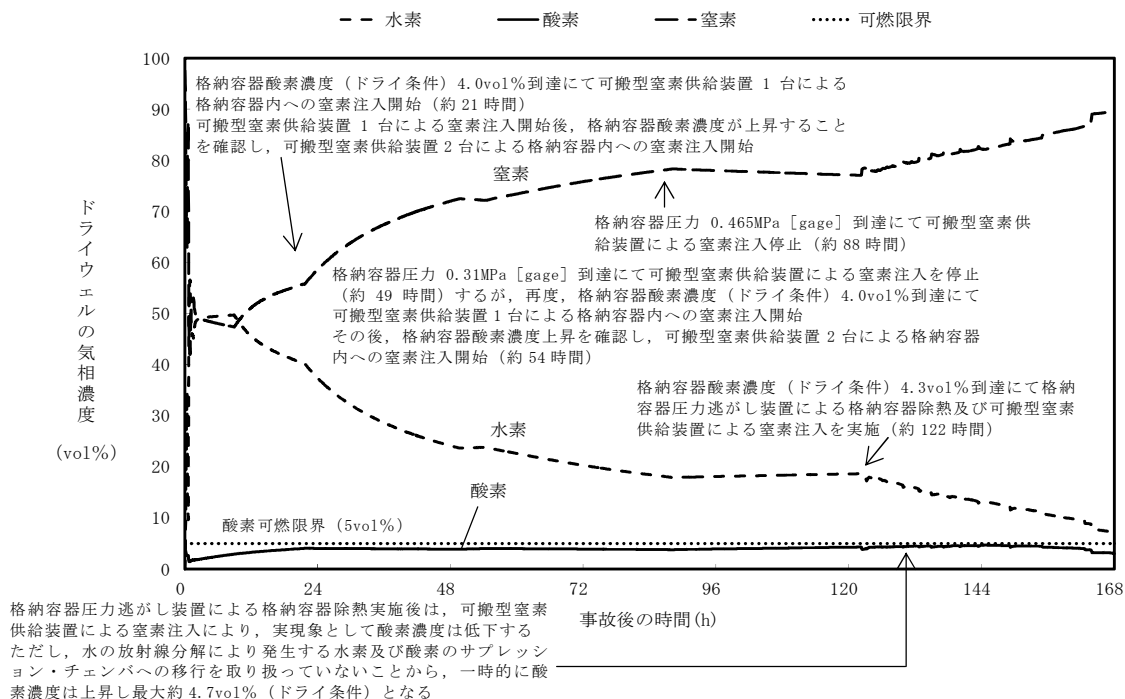 水素
酸素
窒素
可燃限界
100
90
80
70
60
50
40
30
20
10
0
ドライウェルの気相濃度
(vol%)
格納容器酸素濃度(ドライ条件)4.0vol%到達にて可搬型窒素供給装置 1 台による
格納容器内への窒素注入開始(約 21 時間)
可搬型窒素供給装置 1 台による窒素注入開始後,格納容器酸素濃度が上昇すること
を確認し,可搬型窒素供給装置 2 台による格納容器内への窒素注入開始
窒素
格納容器圧力 0.465MPa[gage]到達にて可搬型窒素供
給装置による窒素注入停止(約 88 時間)
格納容器圧力 0.31MPa[gage]到達にて可搬型窒素供給装置による窒素注入を停止
(約 49 時間)するが,再度,格納容器酸素濃度(ドライ条件)4.0vol%到達にて
可搬型窒素供給装置 1 台による格納容器内への窒素注入開始
その後,格納容器酸素濃度上昇を確認し,可搬型窒素供給装置 2 台による格納容器
内への窒素注入開始(約 54 時間)
格納容器酸素濃度(ドライ条件)4.3vol%到達にて格納
容器圧力逃がし装置による格納容器除熱及び可搬型窒素
供給装置による窒素注入を実施(約 122 時間)
水素
酸素
酸素可燃限界(5vol%)
0
24
48
72
96
120
144
168
事故後の時間(h)
格納容器圧力逃がし装置による格納容器除熱実施後は,可搬型窒素
供給装置による窒素注入により,実現象として酸素濃度は低下する
ただし,水の放射線分解により発生する水素及び酸素のサプレッシ
ョン・チェンバへの移行を取り扱っていないことから,一時的に酸
素濃度は上昇し最大約 4.7vol%(ドライ条件)となる